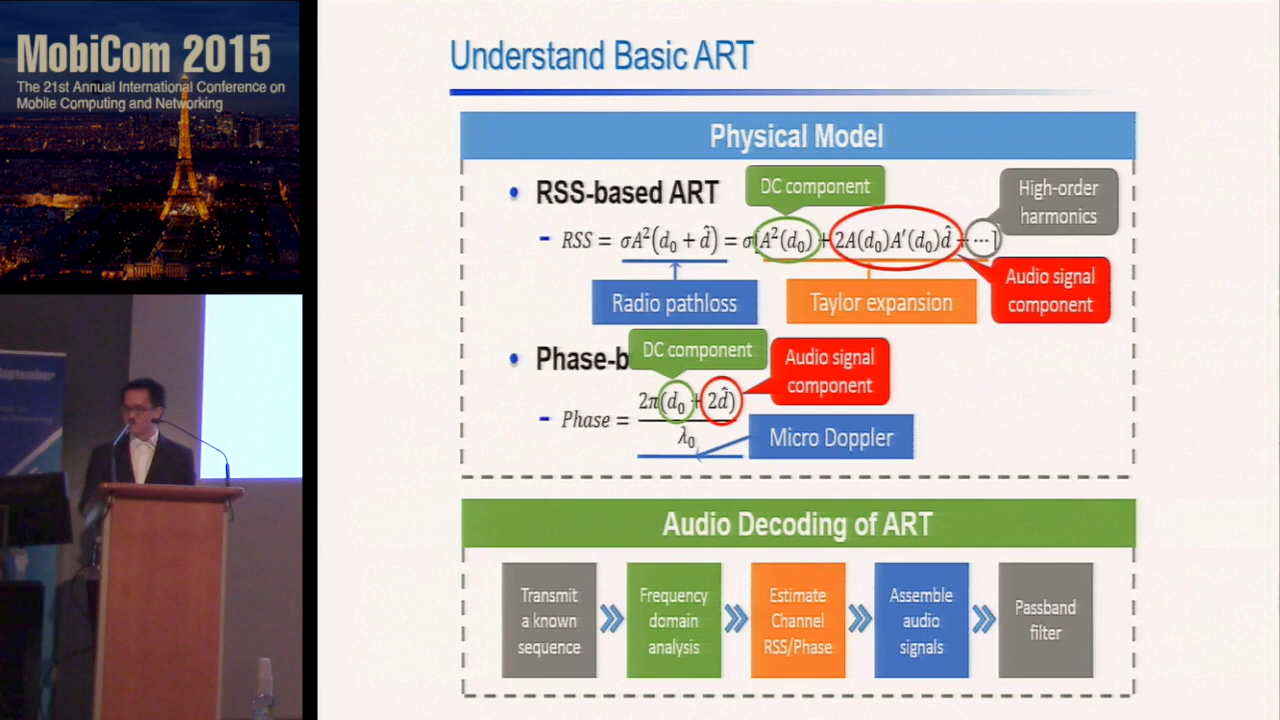 MobiCom 2015
The 21st Annual International Conference on
Mobile Computing and Networking
September
Understand Basic ART
Physical Model
• RSS-based ART
DC component
High-order
harmonics
– RSS = σA²(d₀ + d̂) = σ[A²(d₀) + 2A(d₀)A′(d₀)d̂ + ⋯]
Radio pathloss
Taylor expansion
Audio signal
component
• Phase-b
DC component
Audio signal
component
– Phase = 2π(d₀ + 2d̂)
λ₀
Micro Doppler
Audio Decoding of ART
Transmit
a known
sequence
Frequency
domain
analysis
Estimate
Channel
RSS/Phase
Assemble
audio
signals
Passband
filter